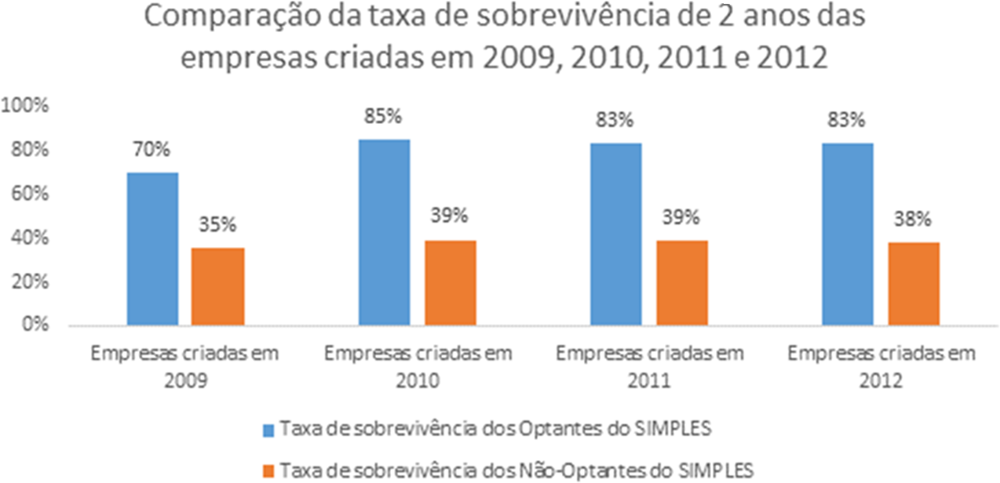 Comparação da taxa de sobrevivência de 2 anos das
empresas criadas em 2009, 2010, 2011 e 2012
100%
80%
60%
40%
20%
0%
70%
35%
85%
39%
83%
39%
83%
38%
Empresas criadas em
2009
Empresas criadas em
2010
Empresas criadas em
2011
Empresas criadas em
2012
Taxa de sobrevivência dos Optantes do SIMPLES
Taxa de sobrevivência dos Não-Optantes do SIMPLES